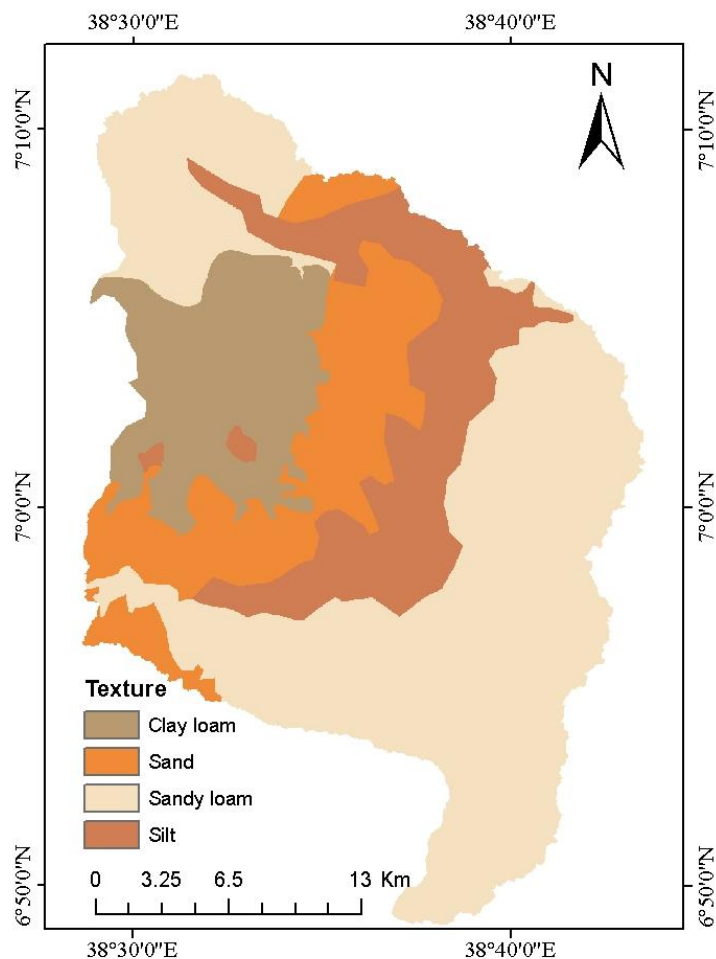 38°30'0"E 38°40'0"E
N
7°10'0"N 7°10'0"N
7°0'0"N 7°0'0"N
Texture
Clay loam
Sand
Sandy loam
Silt
0 3.25 6.5 13 Km
6°50'0"N 6°50'0"N
38°30'0"E 38°40'0"E